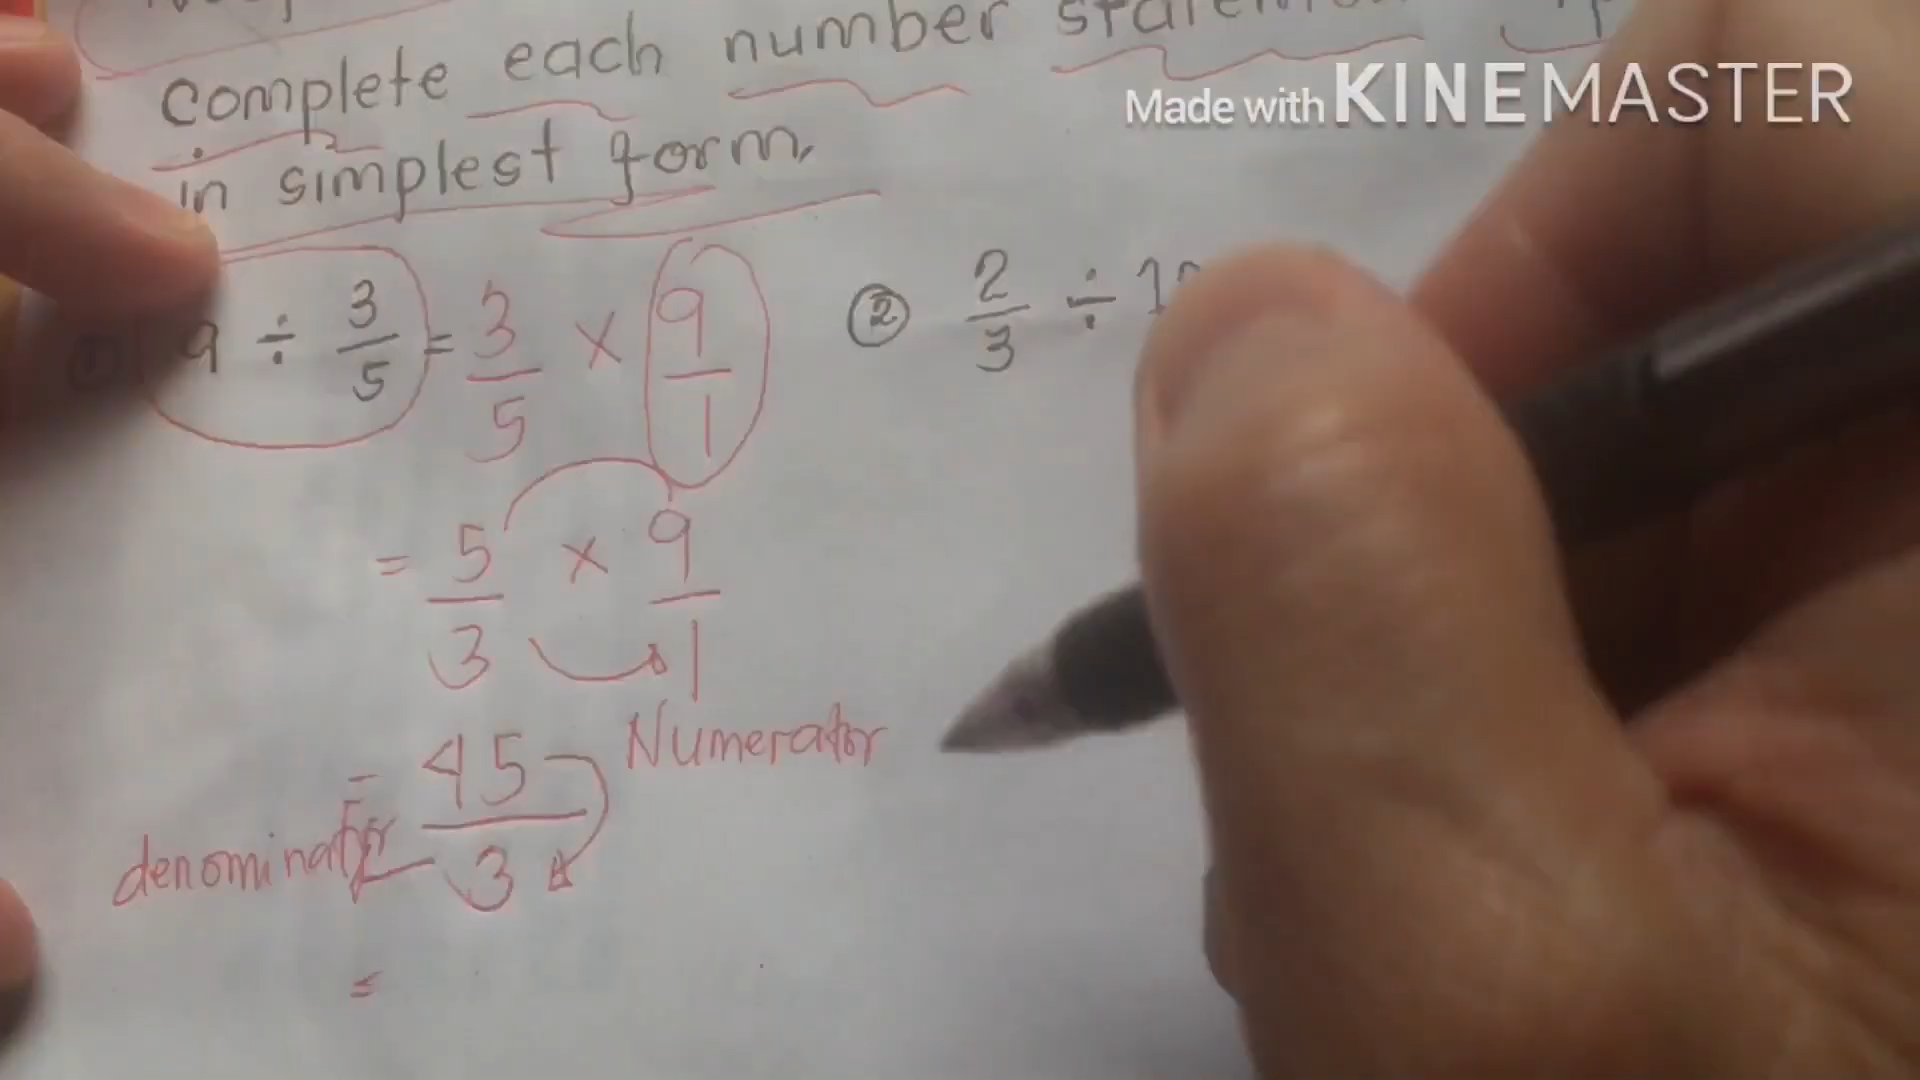 Complete each number
in simplest form.
Made with KINEMASTER
9 ÷ 3/5 = 3/5 × 9/1
② 2/3 ÷
= 5/3 × 9/1
= 45/3
Numerator
denominator
=